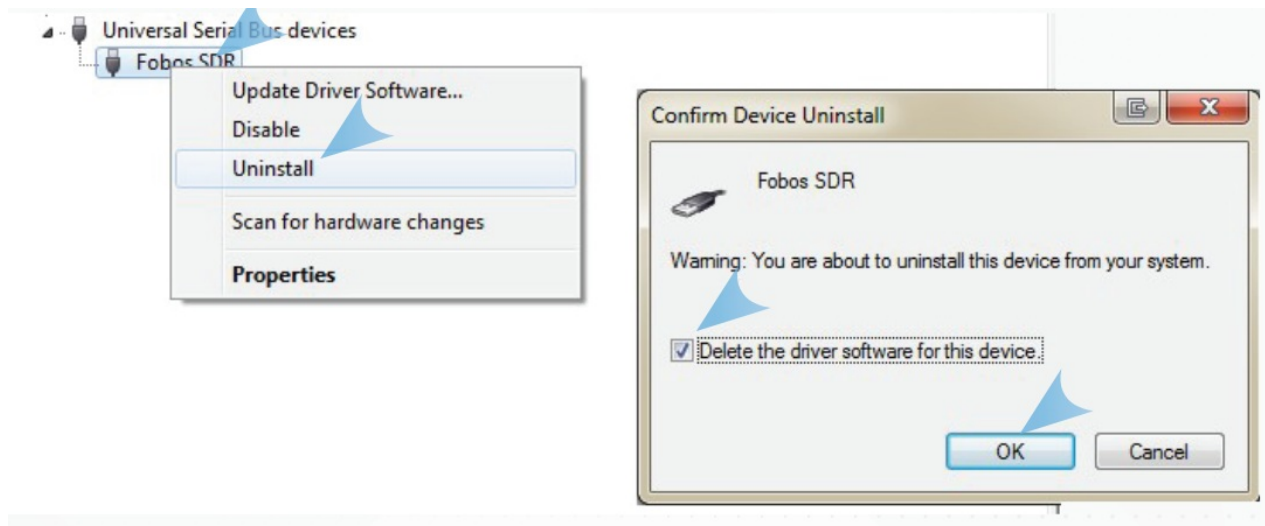 Universal Serial Bus devices
Fobos SDR
Update Driver Software...
Disable
Uninstall
Scan for hardware changes
Properties
Confirm Device Uninstall
Fobos SDR
Warning: You are about to uninstall this device from your system.
Delete the driver software for this device.
OK
Cancel